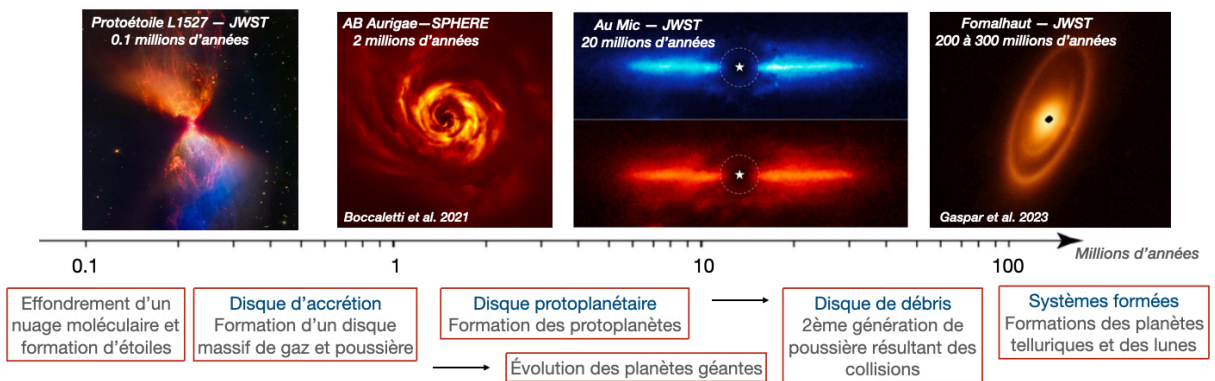 Protoétoile L1527 — JWST
0.1 millions d'années
AB Aurigae—SPHERE
2 millions d'années
Boccaletti et al. 2021
Au Mic — JWST
20 millions d'années
Fomalhaut — JWST
200 à 300 millions d'années
Gaspar et al. 2023
0.1
1
10
100
Millions d'années
Effondrement d'un
nuage moléculaire et
formation d'étoiles
Disque d'accrétion
Formation d'un disque
massif de gaz et poussière
Disque protoplanétaire
Formation des protoplanètes
Évolution des planètes géantes
Disque de débris
2ème génération de
poussière résultant des
collisions
Systèmes formées
Formations des planètes
telluriques et des lunes